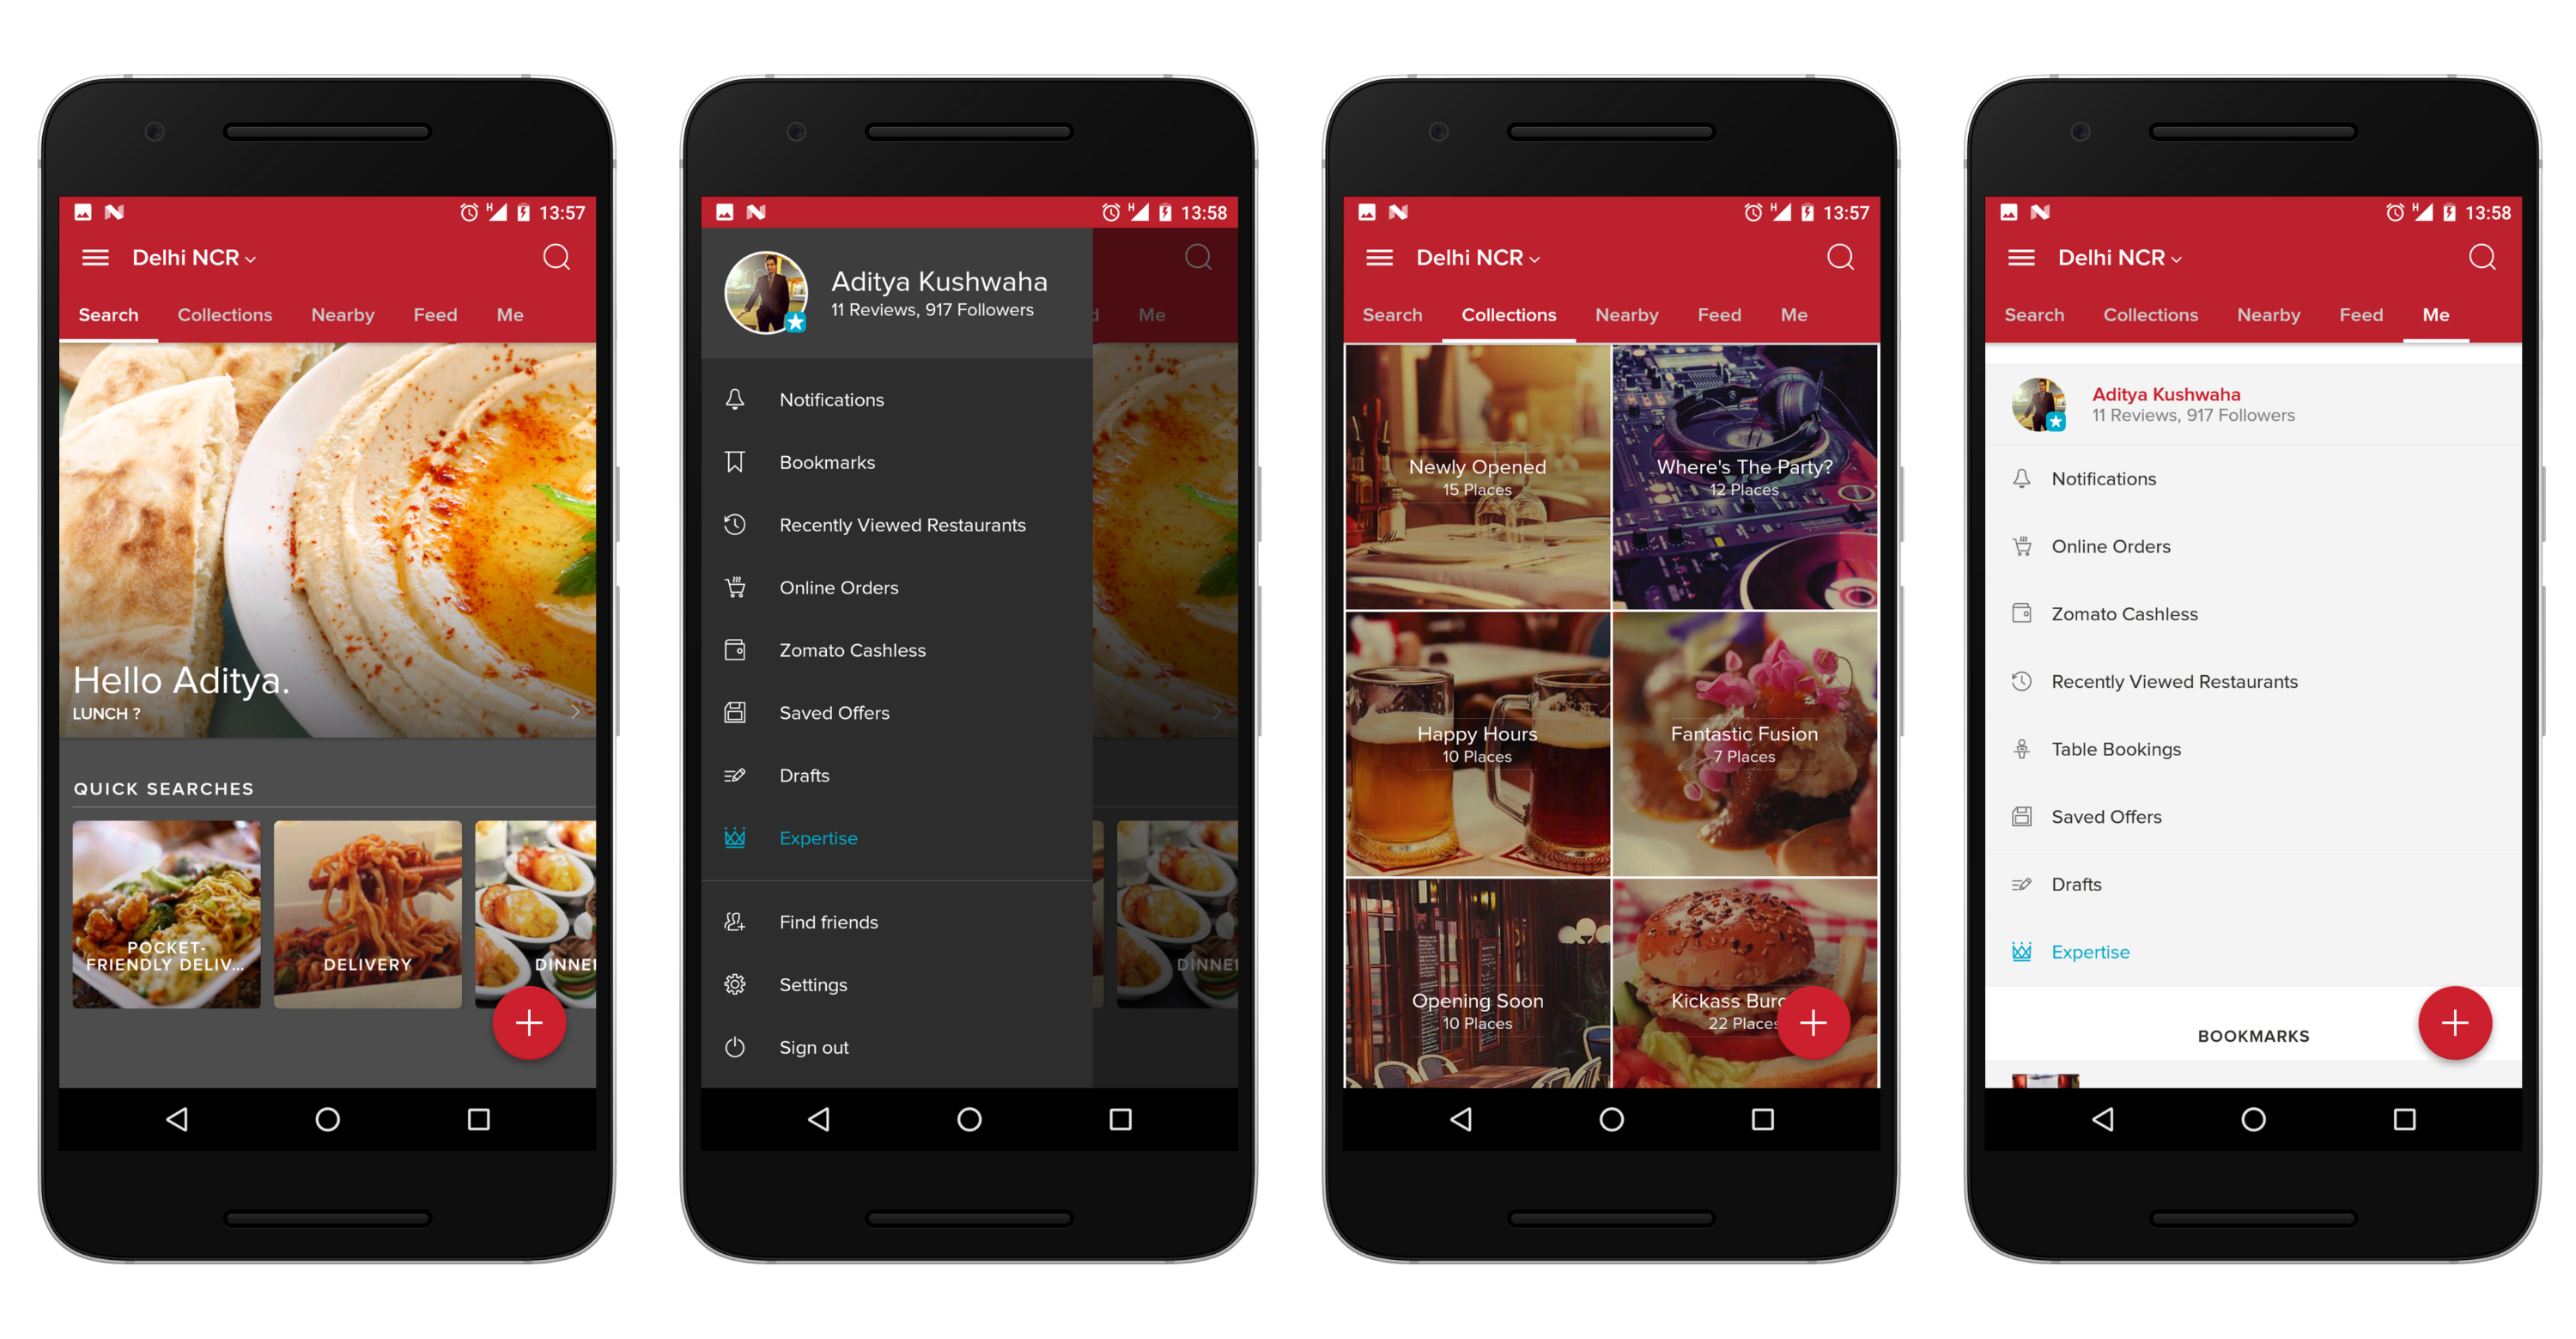 13:57
Delhi NCR
Search Collections Nearby Feed Me
Hello Aditya.
LUNCH ?
QUICK SEARCHES
POCKET-
FRIENDLY DELIV...
DELIVERY
DINNE
H
13:58
Aditya Kushwaha
11 Reviews, 917 Followers
d Me
Notifications
Bookmarks
Recently Viewed Restaurants
Online Orders
Zomato Cashless
Saved Offers
Drafts
Expertise
DINNE
Find friends
Settings
Sign out
H
13:57
Delhi NCR
Search Collections Nearby Feed Me
Newly Opened
15 Places
Where's The Party?
12 Places
Happy Hours
10 Places
Fantastic Fusion
7 Places
Opening Soon
10 Places
Kickass Burg
22 Places
H
13:58
Delhi NCR
Search Collections Nearby Feed Me
Aditya Kushwaha
11 Reviews, 917 Followers
Notifications
Online Orders
Zomato Cashless
Recently Viewed Restaurants
Table Bookings
Saved Offers
Drafts
Expertise
BOOKMARKS